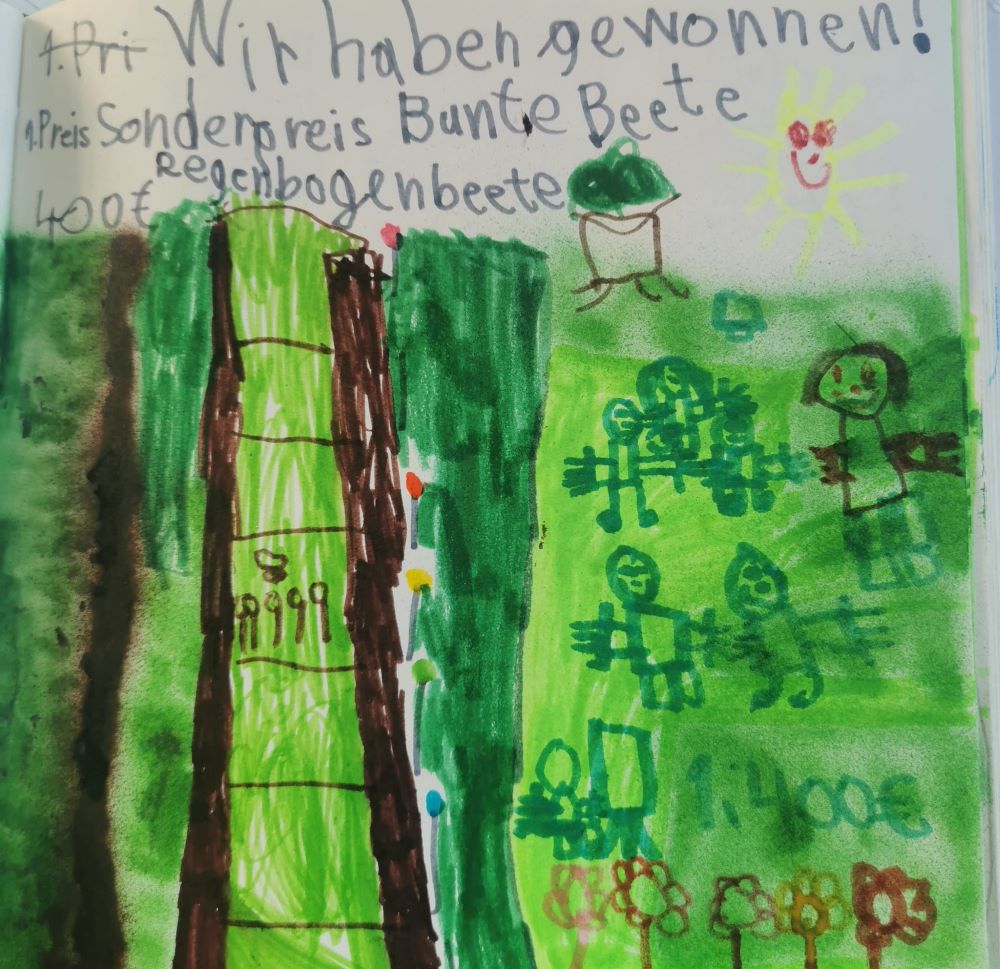 1. Pri Wir haben gewonnen!
1. Preis Sonderpreis Bunte Beete
Regenbogenbeete
400€
1. 400€